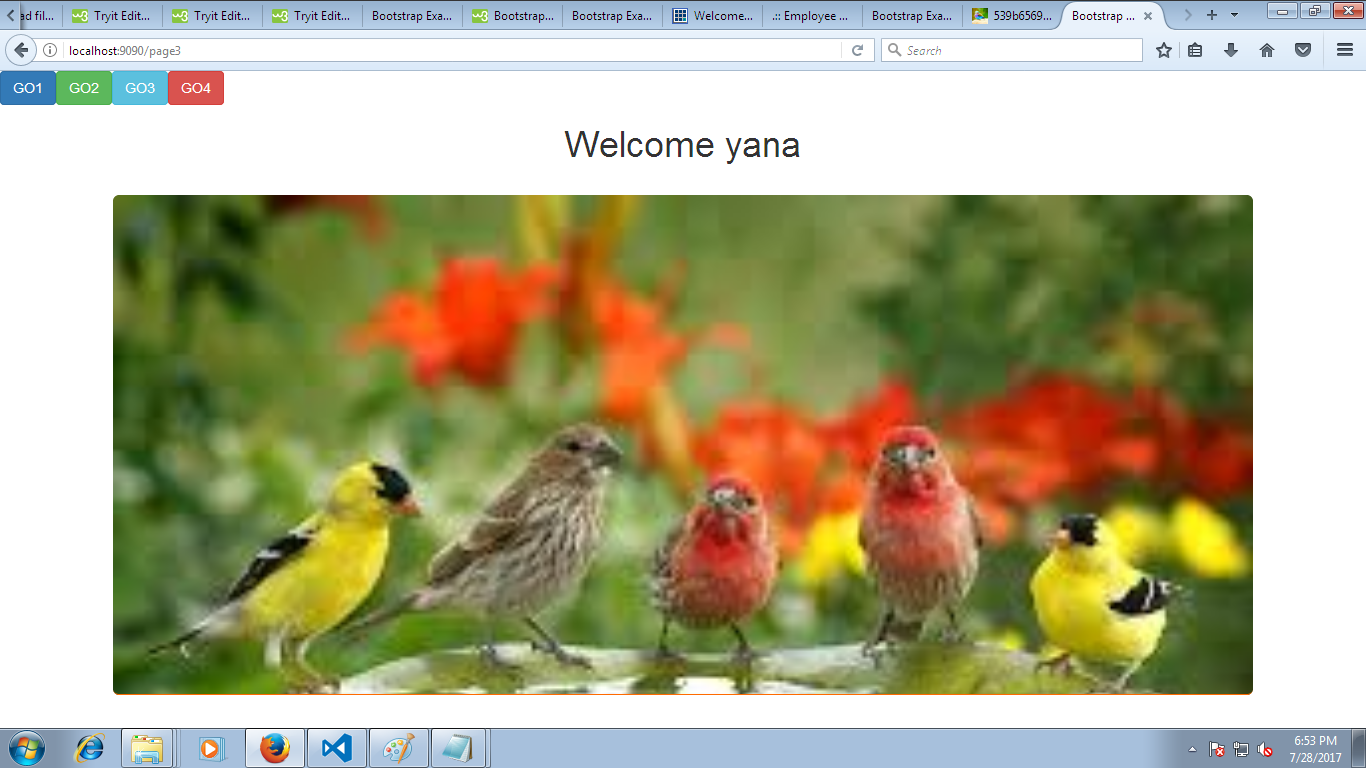 ad fil...
Tryit Edit...
Tryit Edit...
Tryit Edit...
Bootstrap Exa...
Bootstrap...
Bootstrap Exa...
Welcome...
.:: Employee ...
Bootstrap Exa...
539b6569...
Bootstrap ...
localhost:9090/page3
Search
GO1 GO2 GO3 GO4
Welcome yana
6:53 PM
7/28/2017